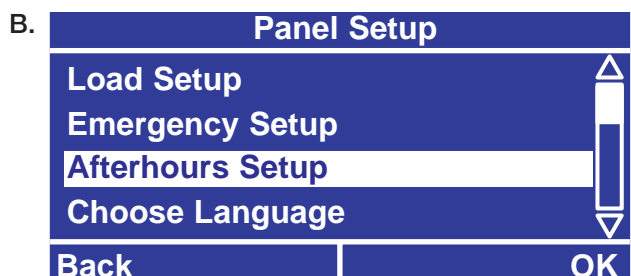 B.
Panel Setup
Load Setup
Emergency Setup
Afterhours Setup
Choose Language
Back OK